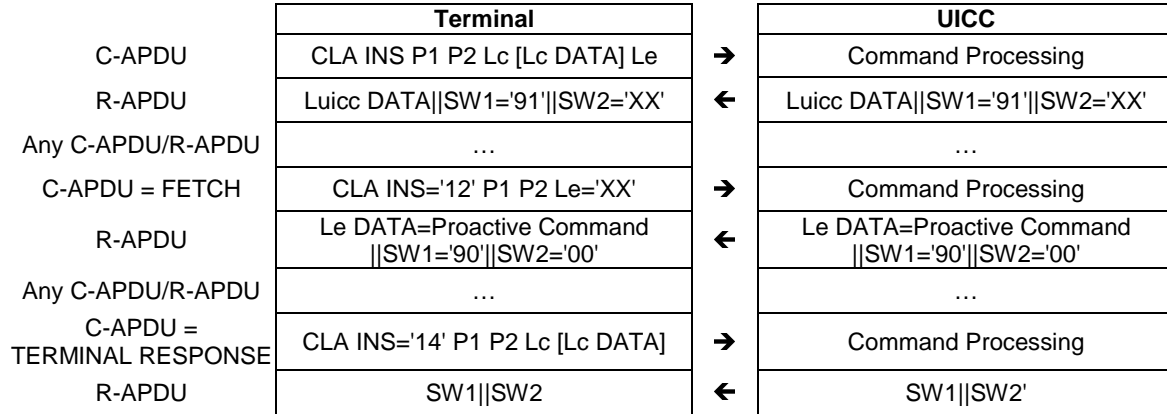 Terminal UICC
C-APDU CLA INS P1 P2 Lc [Lc DATA] Le → Command Processing
R-APDU Luicc DATA||SW1='91'||SW2='XX' ← Luicc DATA||SW1='91'||SW2='XX'
Any C-APDU/R-APDU … …
C-APDU = FETCH CLA INS='12' P1 P2 Le='XX' → Command Processing
R-APDU Le DATA=Proactive Command ||SW1='90'||SW2='00' ← Le DATA=Proactive Command ||SW1='90'||SW2='00'
Any C-APDU/R-APDU … …
C-APDU = TERMINAL RESPONSE CLA INS='14' P1 P2 Lc [Lc DATA] → Command Processing
R-APDU SW1||SW2 ← SW1||SW2'